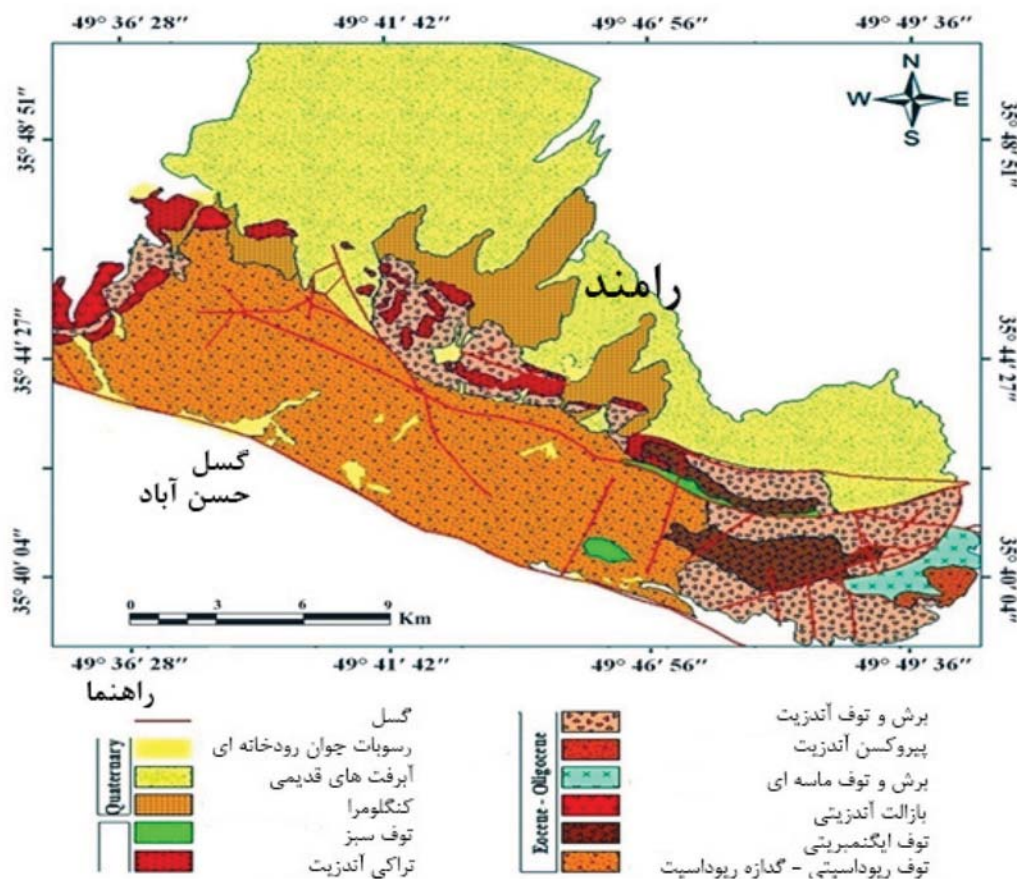 49° 36′ 28″ 49° 41′ 42″ 49° 46′ 56″ 49° 49′ 36″
N
W E
S
35° 48′ 51″ 35° 48′ 51″
رامند
35° 44′ 27″ 35° 44′ 27″
گسل
حسن آباد
35° 40′ 04″ 35° 40′ 04″
0 3 6 9
Km
49° 36′ 28″ 49° 41′ 42″ 49° 46′ 56″ 49° 49′ 36″
راهنما
گسل
Quaternary
رسوبات جوان رودخانه ای
آبرفت های قدیمی
کنگلومرا
توف سبز
تراکی آندزیت
Eocene - Oligocene
برش و توف آندزیت
پیروکسن آندزیت
برش و توف ماسه ای
بازالت آندزیتی
توف ایگنمبریتی
توف ریوداسیتی - گدازه ریوداسیت